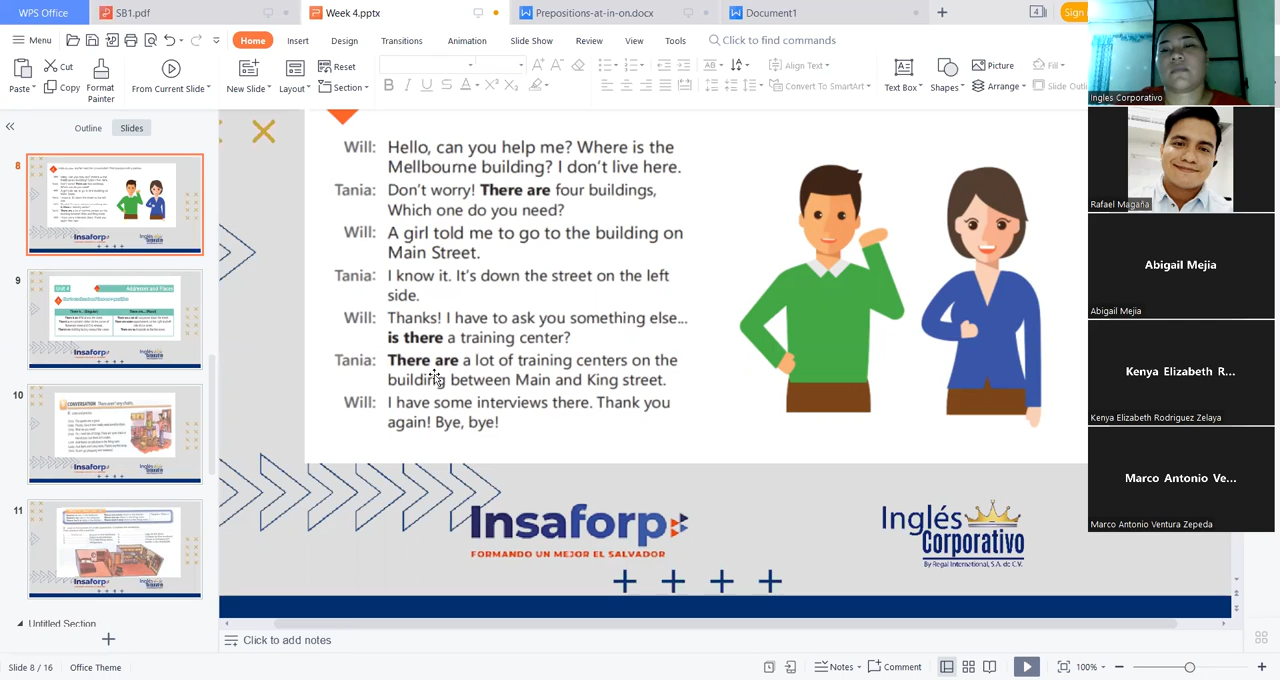 WPS Office
SB1.pdf
Week 4.pptx
Prepositions-at-in-on.docx
Document1
4
Sign
Menu
Home
Insert
Design
Transitions
Animation
Slide Show
Review
View
Tools
Click to find commands
Paste
Cut
Copy
Format
Painter
From Current Slide
New Slide
Layout
Reset
Section
Align Text
Convert To SmartArt
Text Box
Shapes
Picture
Arrange
Fill
Slide Outli
Outline
Slides
8
9
10
11
Will: Hello, can you help me? Where is the
Mellbourne building? I don't live here.
Tania: Don't worry! There are four buildings,
Which one do you need?
Will: A girl told me to go to the building on
Main Street.
Tania: I know it. It's down the street on the left
side.
Will: Thanks! I have to ask you something else...
is there a training center?
Tania: There are a lot of training centers on the
building between Main and King street.
Will: I have some interviews there. Thank you
again! Bye, bye!
Insaforp
FORMANDO UN MEJOR EL SALVADOR
Inglés
Corporativo
By Regal International, S.A. de C.V.
Ingles Corporativo
Rafael Magaña
Abigail Mejia
Abigail Mejia
Kenya Elizabeth R...
Kenya Elizabeth Rodriguez Zelaya
Marco Antonio Ve...
Marco Antonio Ventura Zepeda
Untitled Section
Click to add notes
Slide 8 / 16
Office Theme
Notes
Comment
100%